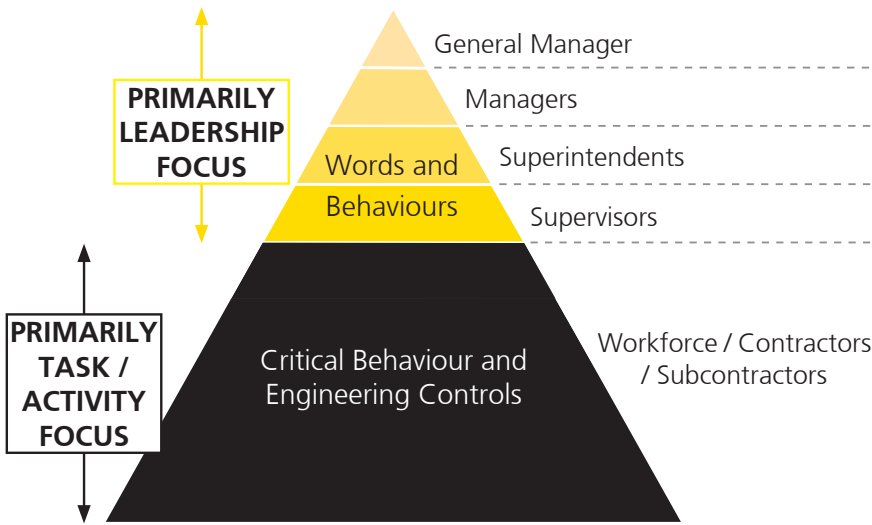 General Manager
PRIMARILY
LEADERSHIP
FOCUS
Managers
Words and
Behaviours
Superintendents
Supervisors
PRIMARILY
TASK /
ACTIVITY
FOCUS
Critical Behaviour and
Engineering Controls
Workforce / Contractors
/ Subcontractors